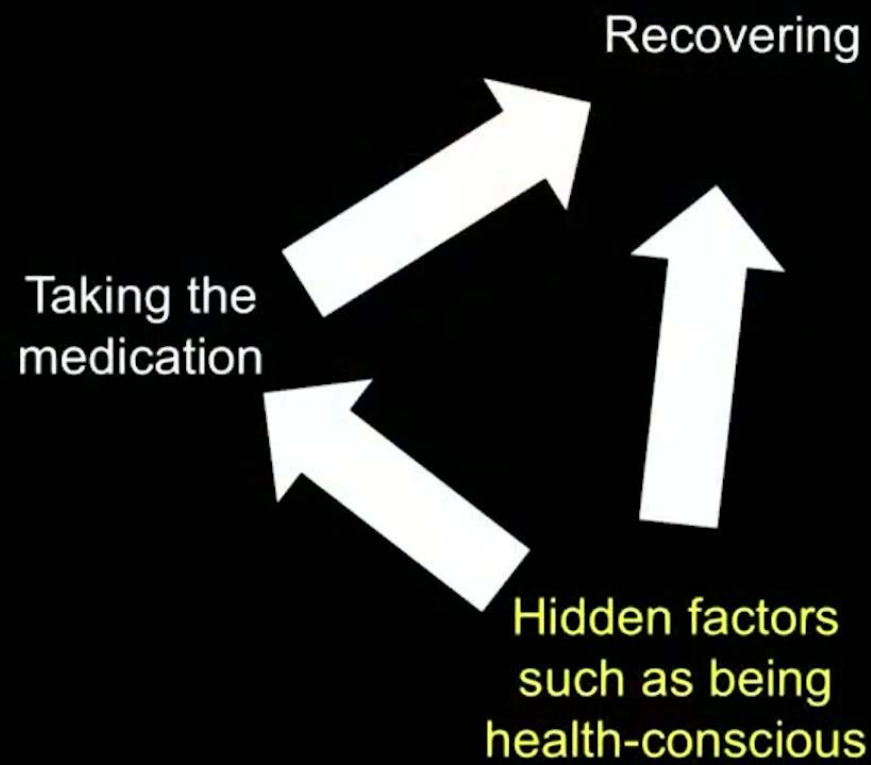 Recovering
Taking the
medication
Hidden factors
such as being
health-conscious